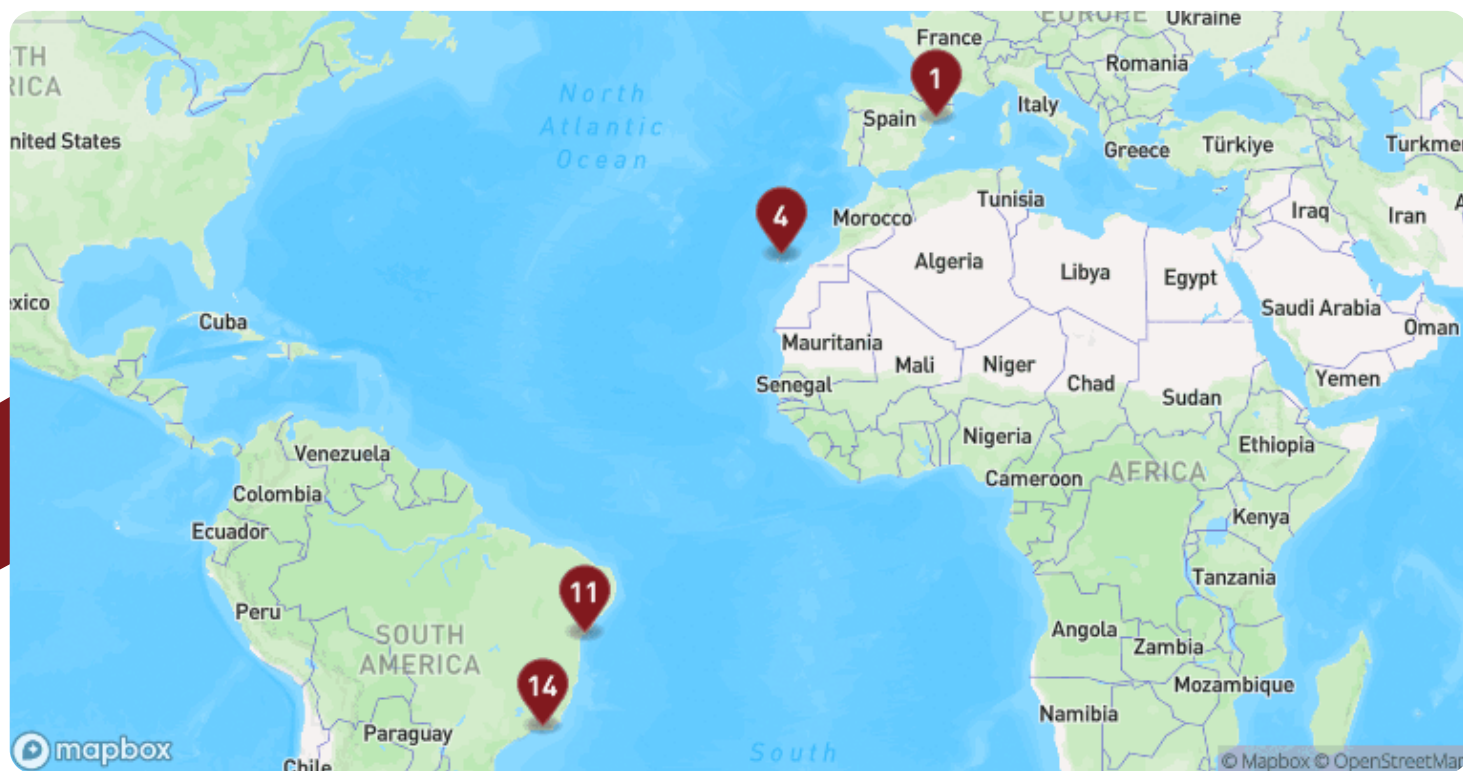 EUROPE
Ukraine
France
Romania
1
Spain
Italy
Greece
Türkiye
Turkmen
North
Atlantic
Ocean
nited States
Tunisia
4
Morocco
Iraq
Iran
Algeria
Libya
Egypt
exico
Cuba
Saudi Arabia
Oman
Mauritania
Mali
Niger
Chad
Senegal
Yemen
Sudan
Nigeria
Ethiopia
Venezuela
Cameroon
AFRICA
Colombia
Ecuador
Kenya
11
Tanzania
Peru
SOUTH
AMERICA
Angola
Zambia
14
Mozambique
Namibia
Paraguay
South
Chile
mapbox
© Mapbox © OpenStreetMap